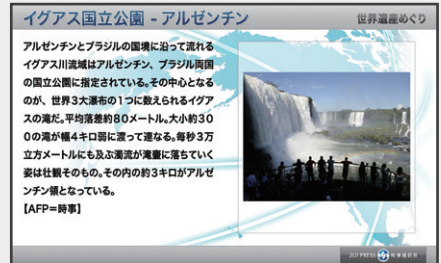 イグアス国立公園 - アルゼンチン
世界遺産めぐり
アルゼンチンとブラジルの国境に沿って流れる
イグアス川流域はアルゼンチン、ブラジル両国
の国立公園に指定されている。その中心となる
のが、世界3大瀑布の1つに数えられるイグア
スの滝だ。平均落差約80メートル。大小約30
0の滝が幅4キロ弱に渡って連なる。毎秒3万
立方メートルにも及ぶ濁流が滝壷に落ちていく
姿は壮観そのもの。その内の約3キロがアルゼ
ンチン領となっている。
【AFP=時事】
JIJI PRESS 時事通信社